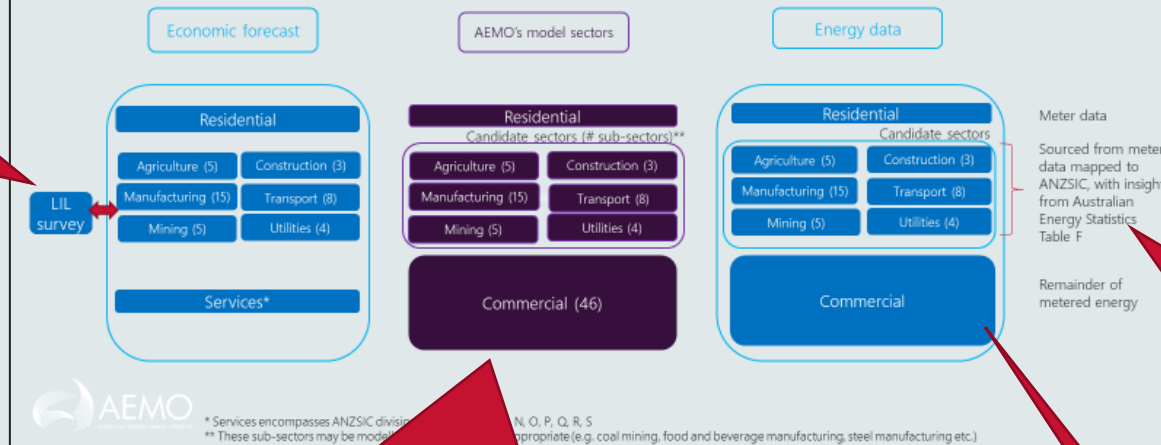 Economic forecast
AEMO's model sectors
Energy data
Residential
Agriculture (5)
Construction (3)
Manufacturing (15)
Transport (8)
Mining (5)
Utilities (4)
Services*
LIL
survey
Residential
Candidate sectors (# sub-sectors)**
Agriculture (5)
Construction (3)
Manufacturing (15)
Transport (8)
Mining (5)
Utilities (4)
Commercial (46)
Residential
Candidate sectors
Agriculture (5)
Construction (3)
Manufacturing (15)
Transport (8)
Mining (5)
Utilities (4)
Commercial
Meter data
Sourced from meter
data mapped to
ANZSIC, with insight
from Australian
Energy Statistics
Table F
Remainder of
metered energy
AEMO
* Services encompasses ANZSIC divisi N, O, P, Q, R, S
** These sub-sectors may be modell ppropriate (e.g. coal mining, food and beverage manufacturing, steel manufacturing etc.)